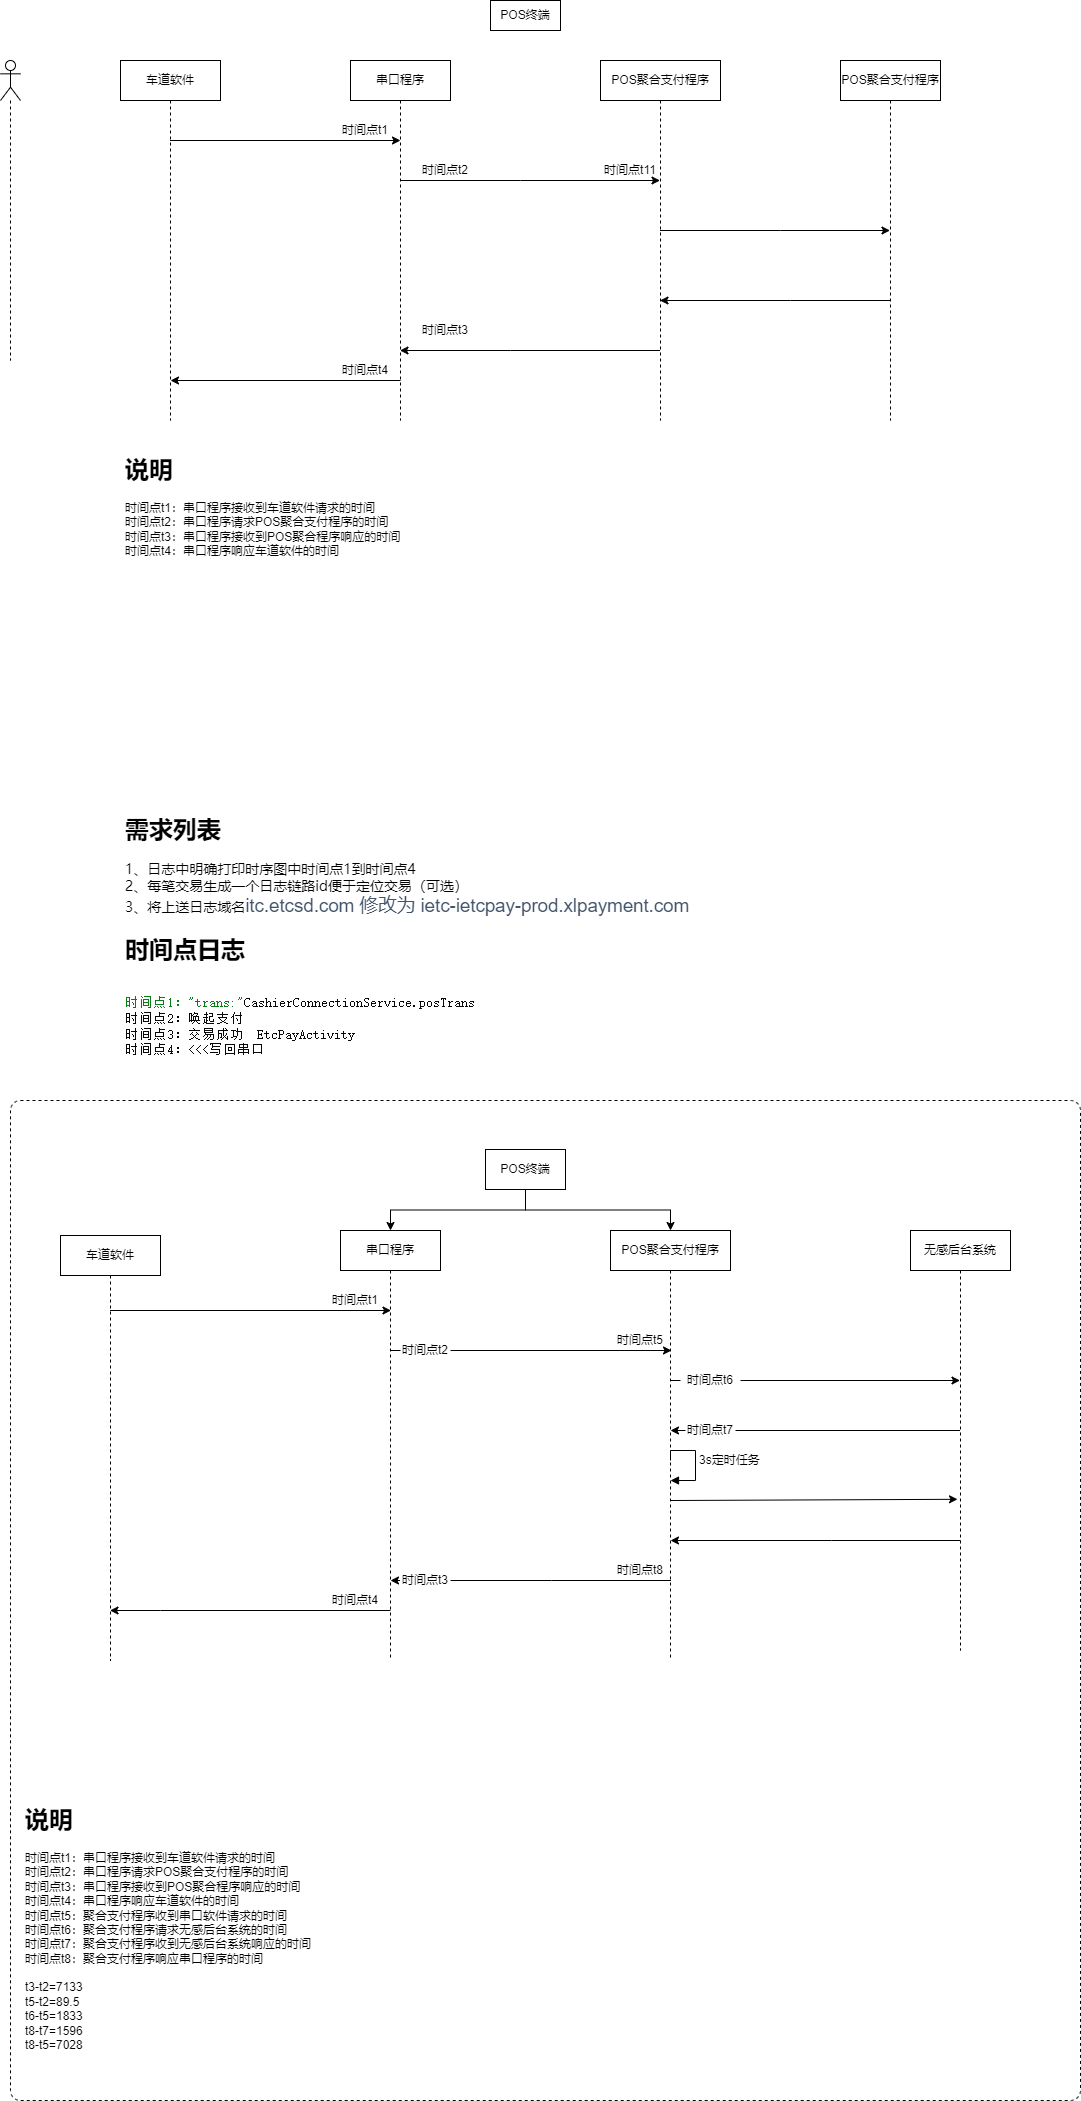 POS终端
车道软件
串口程序
POS聚合支付程序
POS聚合支付程序
时间点t1
时间点t2
时间点t11
时间点t3
时间点t4
说明
时间点t1：串口程序接收到车道软件请求的时间
时间点t2：串口程序请求POS聚合支付程序的时间
时间点t3：串口程序接收到POS聚合程序响应的时间
时间点t4：串口程序响应车道软件的时间
需求列表
1、日志中明确打印时序图中时间点1到时间点4
2、每笔交易生成一个日志链路id便于定位交易（可选）
3、将上送日志域名itc.etcsd.com 修改为 ietc-ietcpay-prod.xlpayment.com
时间点日志
时间点1："trans:"CashierConnectionService.posTrans
时间点2：唤起支付
时间点3：交易成功 EtcPayActivity
时间点4：<<<写回串口
POS终端
车道软件
串口程序
POS聚合支付程序
无感后台系统
时间点t1
时间点t2
时间点t5
时间点t6
时间点t7
3s定时任务
时间点t8
时间点t3
时间点t4
说明
时间点t1：串口程序接收到车道软件请求的时间
时间点t2：串口程序请求POS聚合支付程序的时间
时间点t3：串口程序接收到POS聚合程序响应的时间
时间点t4：串口程序响应车道软件的时间
时间点t5：聚合支付程序收到串口软件请求的时间
时间点t6：聚合支付程序请求无感后台系统的时间
时间点t7：聚合支付程序收到无感后台系统响应的时间
时间点t8：聚合支付程序响应串口程序的时间
t3-t2=7133
t5-t2=89.5
t6-t5=1833
t8-t7=1596
t8-t5=7028